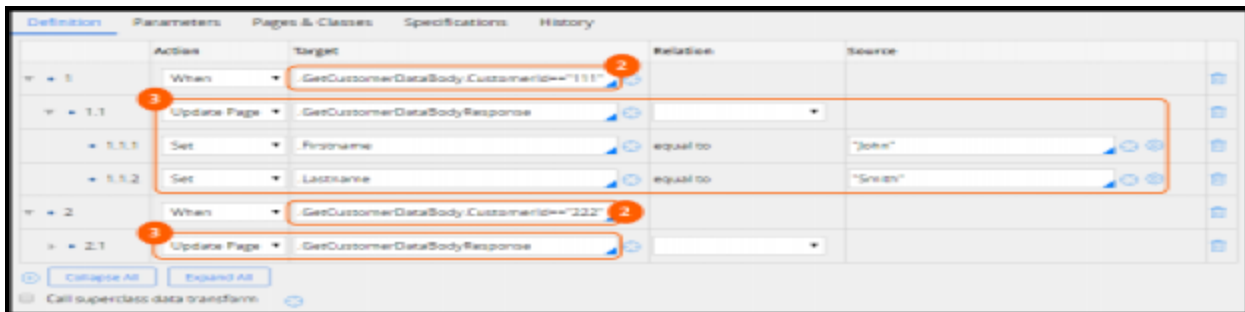 Definition Parameters Pages & Classes Specifications History
Action Target Relation Source
1 When .GetCustomerDataBody.CustomerId=="111" 2
3
1.1 Update Page .GetCustomerDataBodyResponse
1.1.1 Set .Firstname equal to "John"
1.1.2 Set .Lastname equal to "Smith"
2 When .GetCustomerDataBody.CustomerId=="222" 2
3
2.1 Update Page .GetCustomerDataBodyResponse
Collapse All Expand All
Call superclass data transform